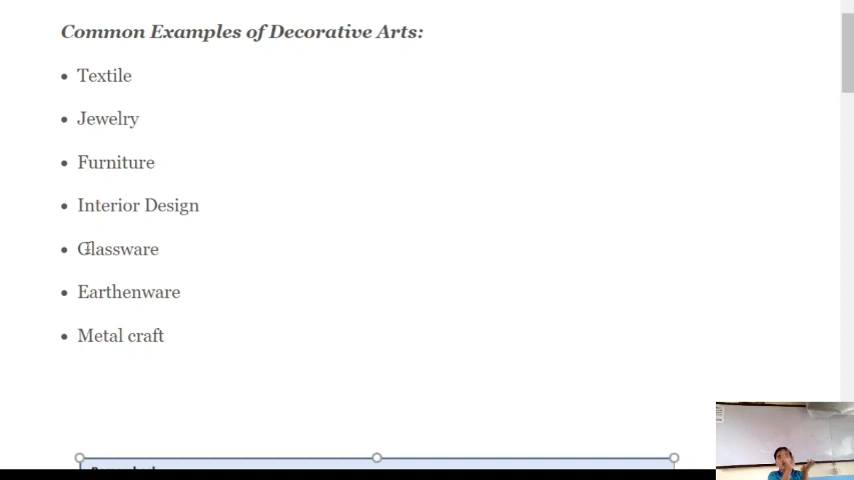 Common Examples of Decorative Arts:
• Textile
• Jewelry
• Furniture
• Interior Design
• Glassware
• Earthenware
• Metal craft